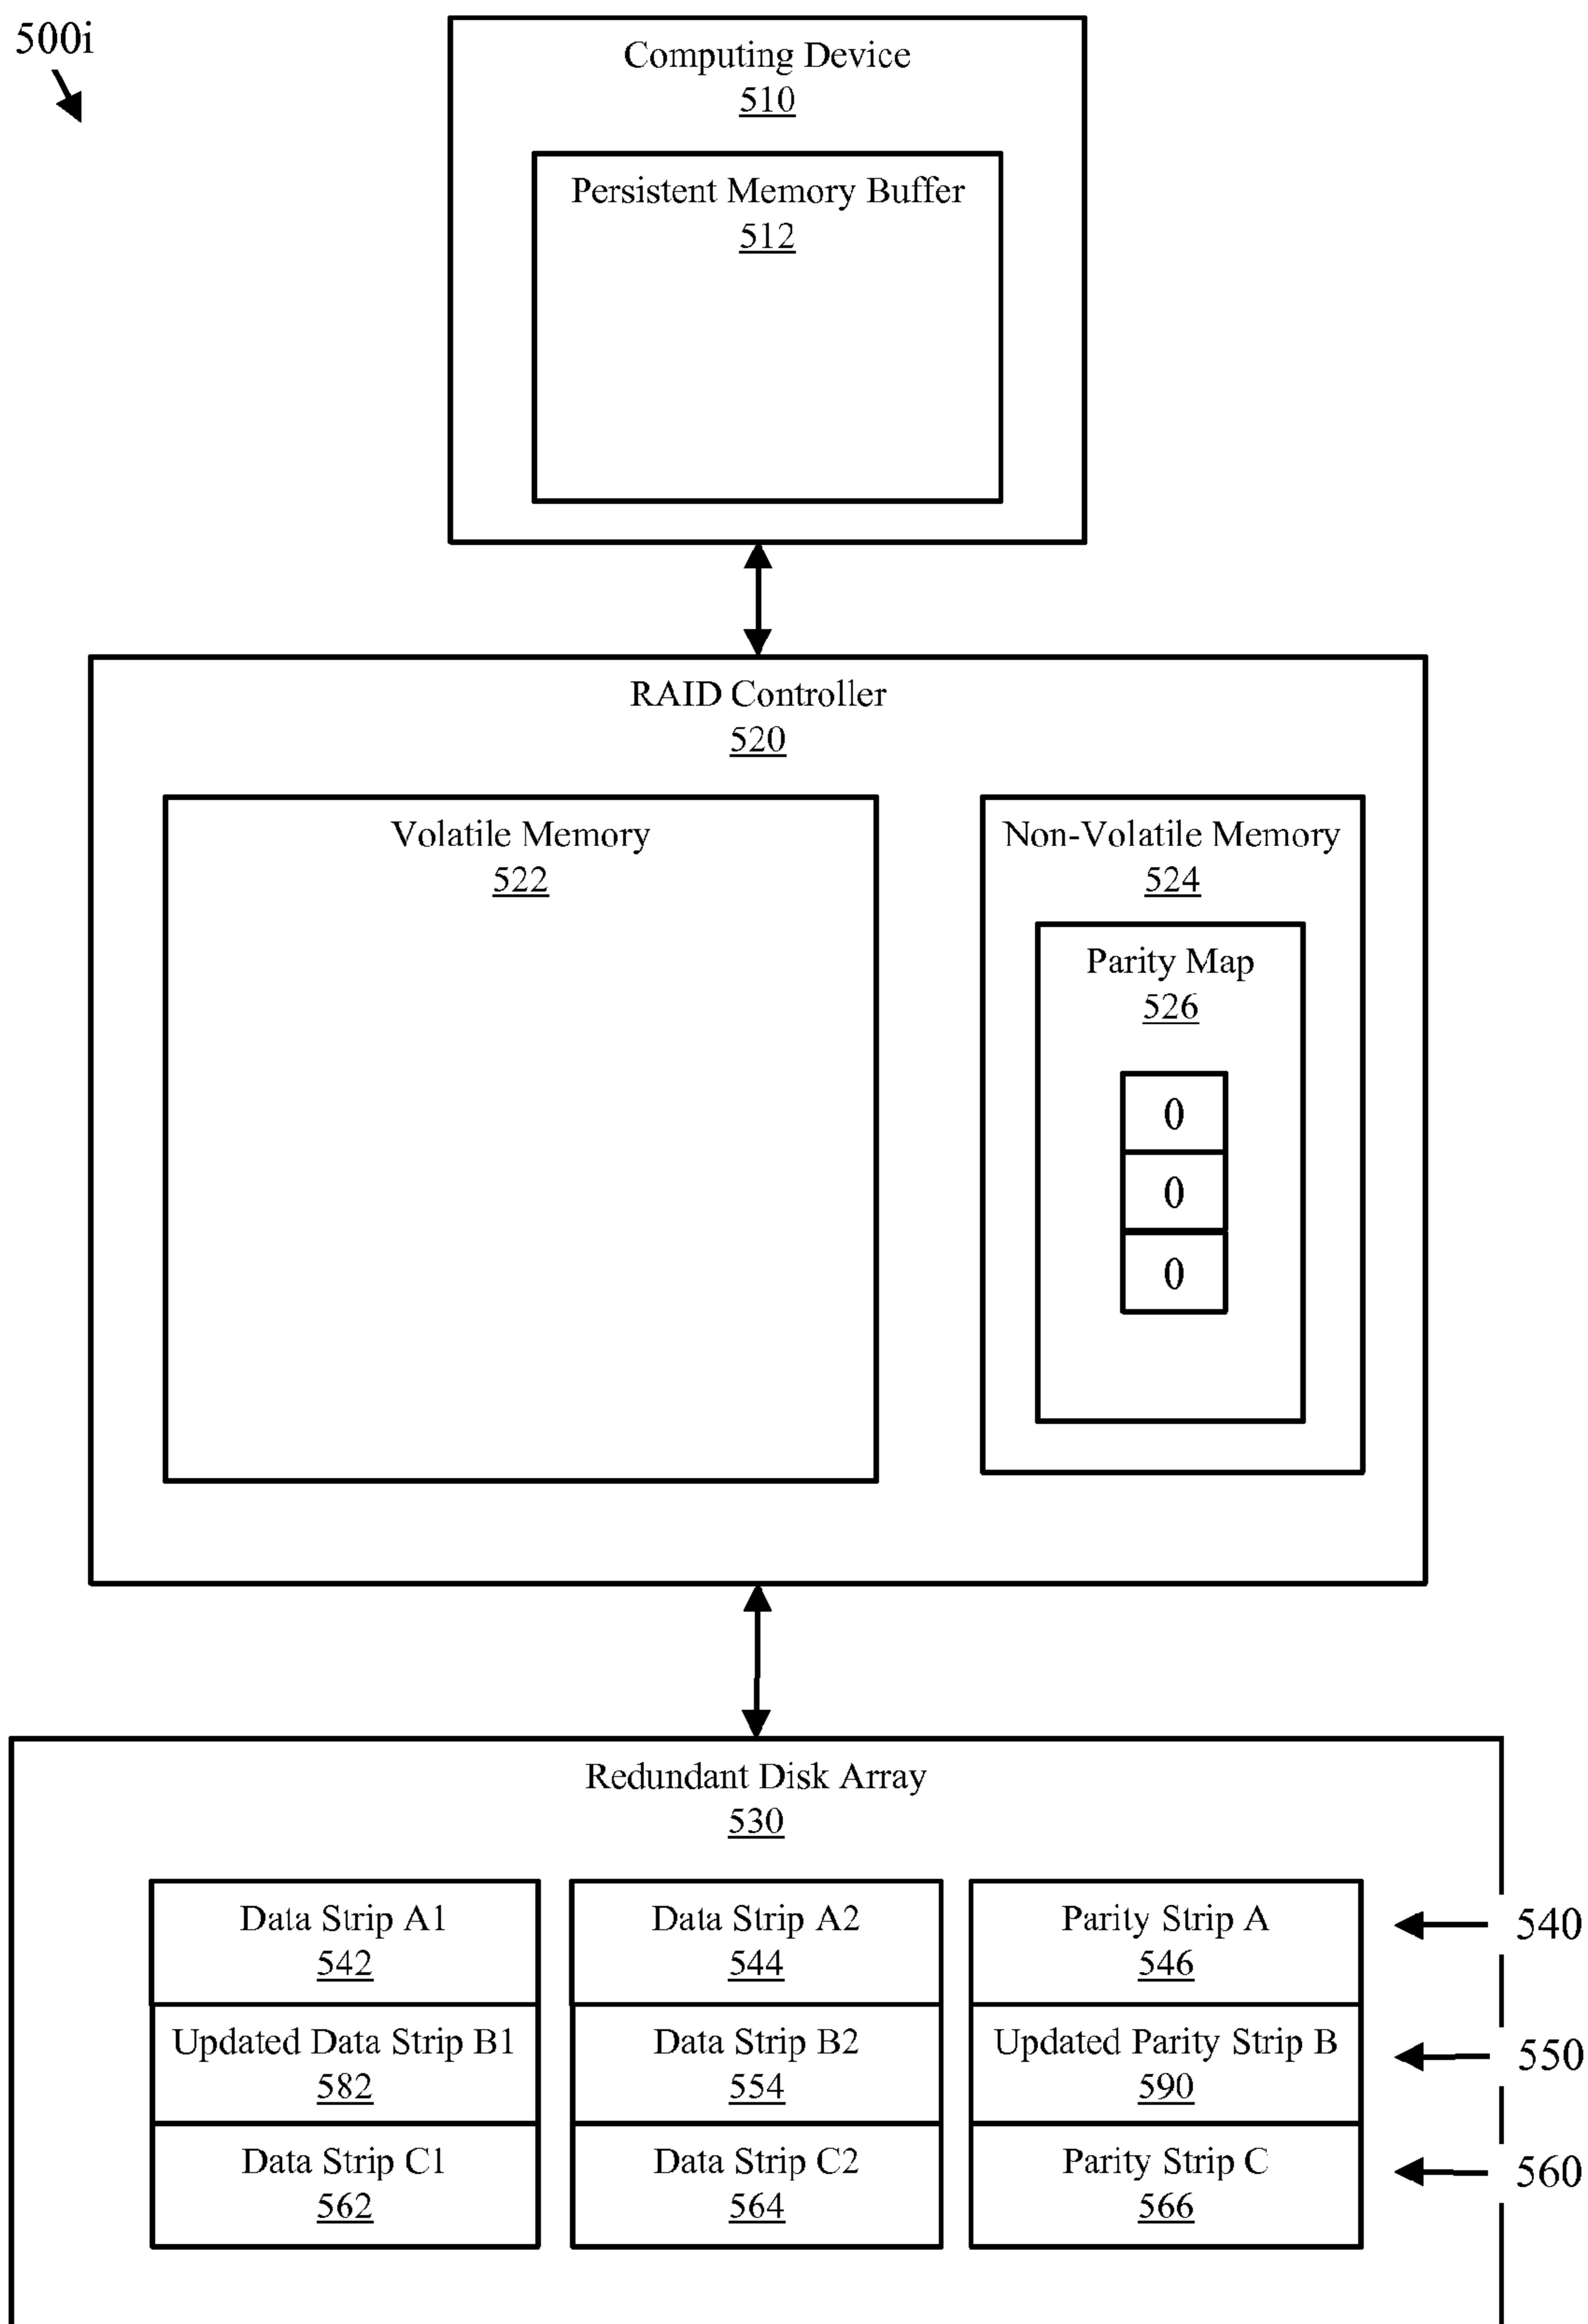 500i
Computing Device
510
Persistent Memory Buffer
512
RAID Controller
520
Volatile Memory
522
Non-Volatile Memory
524
Parity Map
526
0
0
0
Redundant Disk Array
530
Data Strip A1
542
Data Strip A2
544
Parity Strip A
546
540
Updated Data Strip B1
582
Data Strip B2
554
Updated Parity Strip B
590
550
Data Strip C1
562
Data Strip C2
564
Parity Strip C
566
560